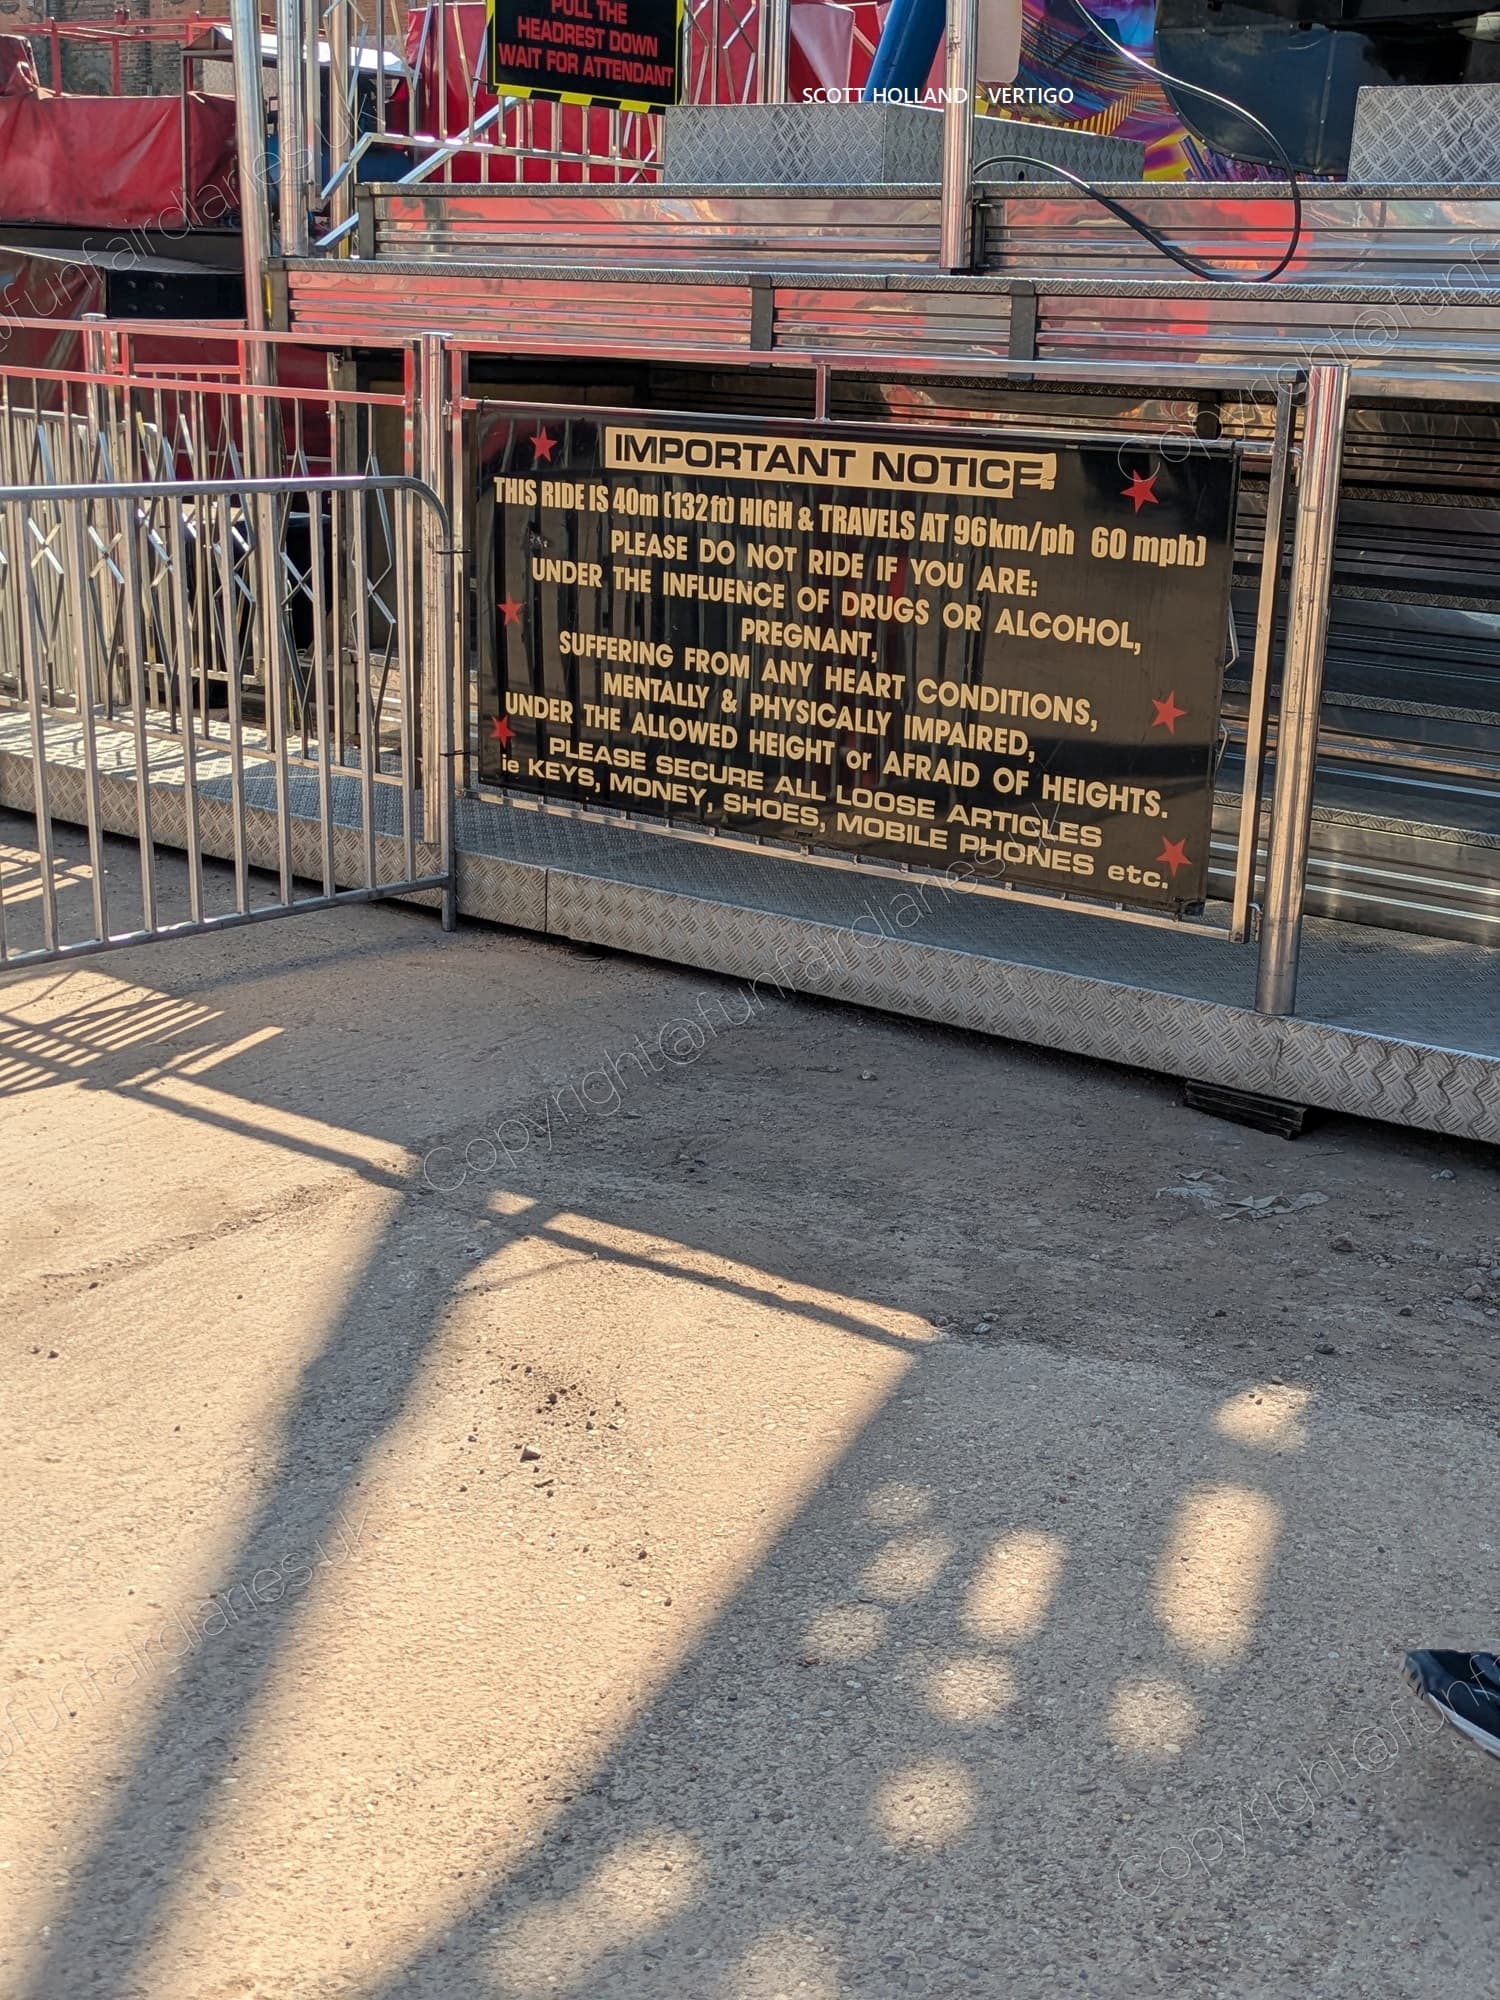 PULL THE
HEADREST DOWN
WAIT FOR ATTENDANT
SCOTT HOLLAND - VERTIGO
IMPORTANT NOTICE
THIS RIDE IS 40m (132ft) HIGH & TRAVELS AT 96km/ph 60 mph)
PLEASE DO NOT RIDE IF YOU ARE:
UNDER THE INFLUENCE OF DRUGS OR ALCOHOL,
PREGNANT,
SUFFERING FROM ANY HEART CONDITIONS,
MENTALLY & PHYSICALLY IMPAIRED,
UNDER THE ALLOWED HEIGHT or AFRAID OF HEIGHTS.
PLEASE SECURE ALL LOOSE ARTICLES
ie KEYS, MONEY, SHOES, MOBILE PHONES etc.
Copyright@funfairdiaries.uk